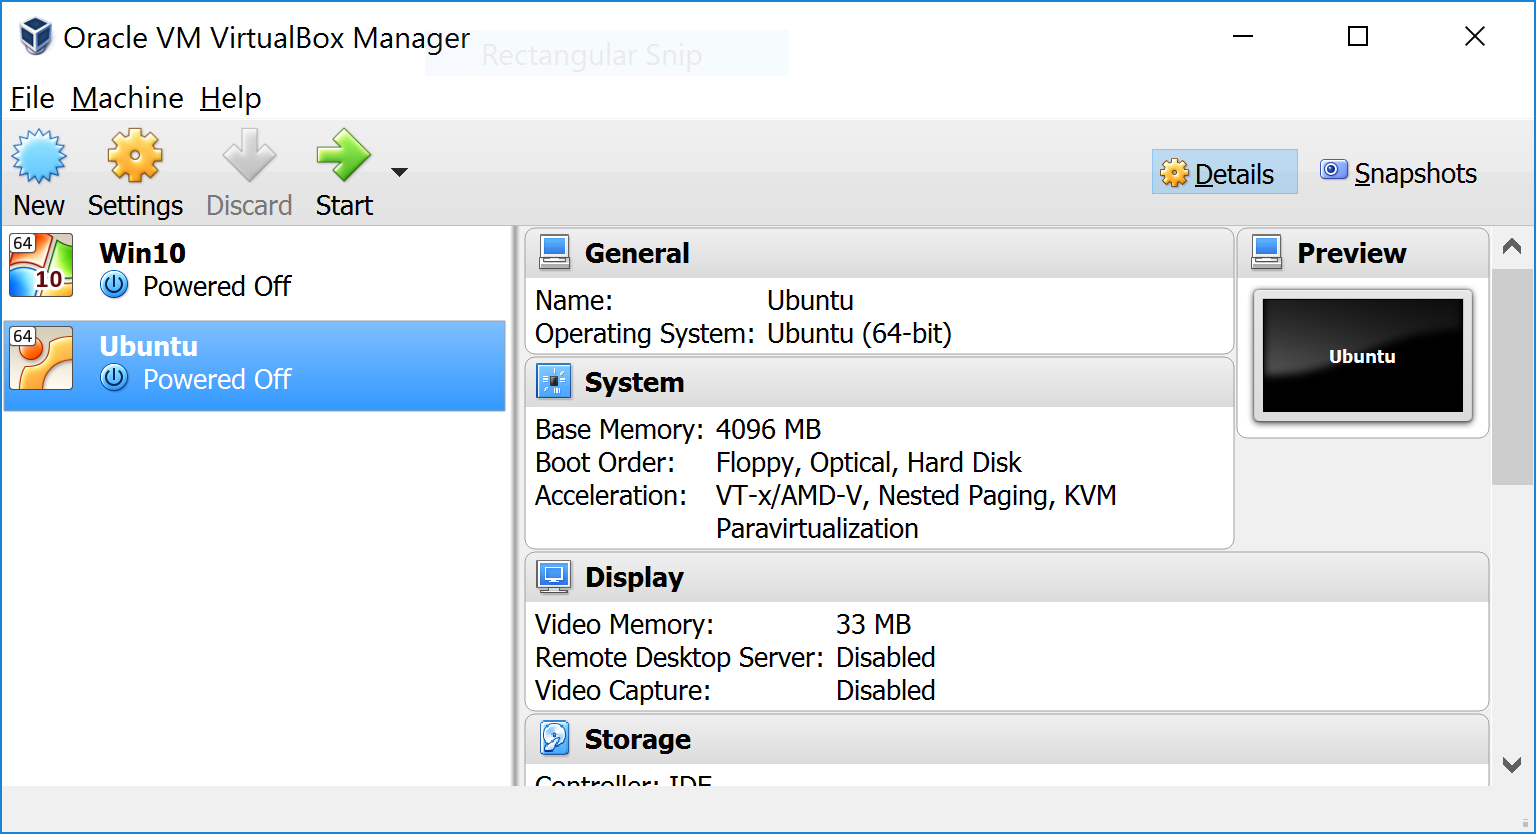 Oracle VM VirtualBox Manager
Rectangular Snip
File Machine Help
New Settings Discard Start
Details Snapshots
64
10
Win10
Powered Off
64
Ubuntu
Powered Off
General
Name: Ubuntu
Operating System: Ubuntu (64-bit)
Preview
Ubuntu
System
Base Memory: 4096 MB
Boot Order: Floppy, Optical, Hard Disk
Acceleration: VT-x/AMD-V, Nested Paging, KVM
Paravirtualization
Display
Video Memory: 33 MB
Remote Desktop Server: Disabled
Video Capture: Disabled
Storage
Controller: IDE